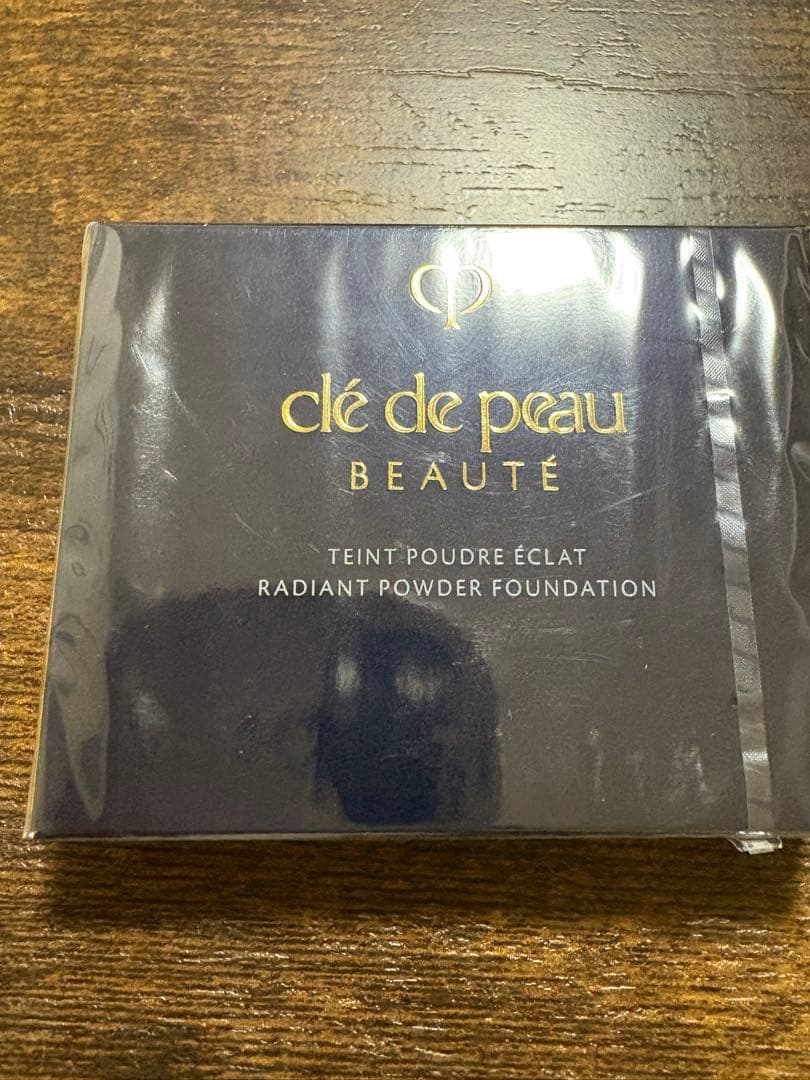 clé de peau
BEAUTÉ
TEINT POUDRE ÉCLAT
RADIANT POWDER FOUNDATION